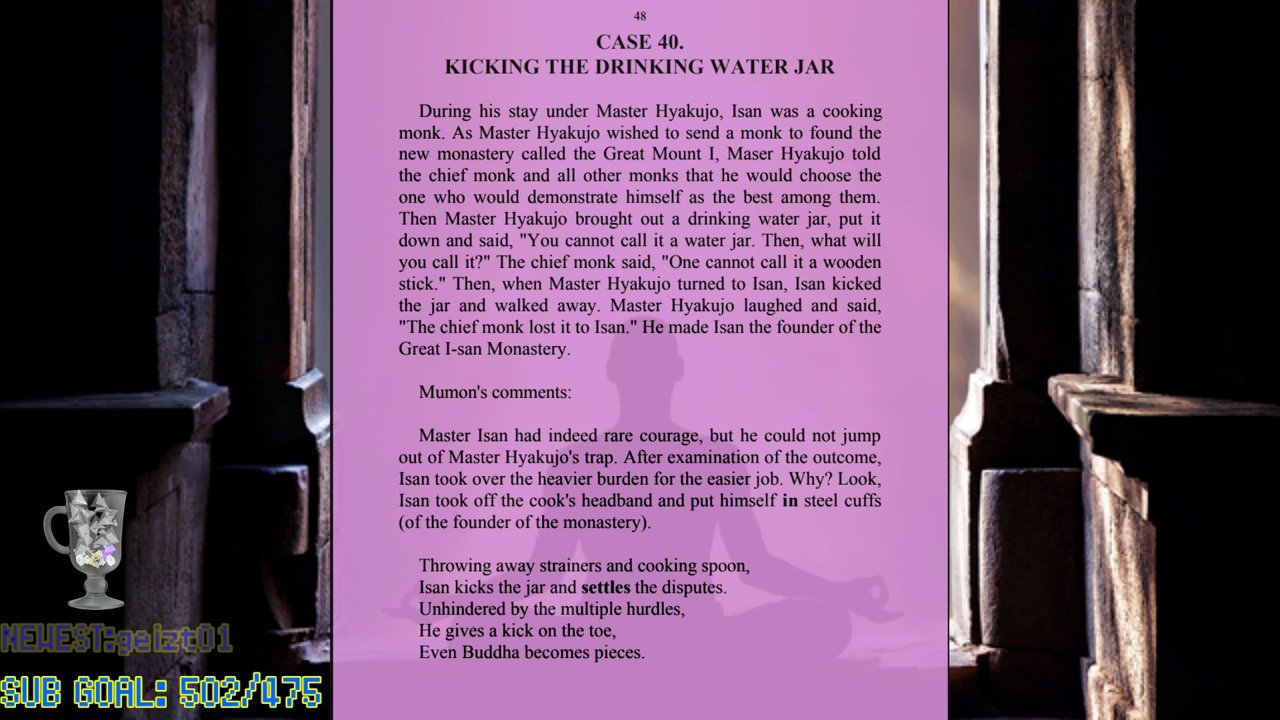 48
CASE 40.
KICKING THE DRINKING WATER JAR
During his stay under Master Hyakujo, Isan was a cooking
monk. As Master Hyakujo wished to send a monk to found the
new monastery called the Great Mount I, Maser Hyakujo told
the chief monk and all other monks that he would choose the
one who would demonstrate himself as the best among them.
Then Master Hyakujo brought out a drinking water jar, put it
down and said, "You cannot call it a water jar. Then, what will
you call it?" The chief monk said, "One cannot call it a wooden
stick." Then, when Master Hyakujo turned to Isan, Isan kicked
the jar and walked away. Master Hyakujo laughed and said,
"The chief monk lost it to Isan." He made Isan the founder of the
Great I-san Monastery.
Mumon's comments:
Master Isan had indeed rare courage, but he could not jump
out of Master Hyakujo's trap. After examination of the outcome,
Isan took over the heavier burden for the easier job. Why? Look,
Isan took off the cook's headband and put himself in steel cuffs
(of the founder of the monastery).
Throwing away strainers and cooking spoon,
Isan kicks the jar and settles the disputes.
Unhindered by the multiple hurdles,
He gives a kick on the toe,
Even Buddha becomes pieces.
NEWEST:geizt01
SUB GOAL: 502/475